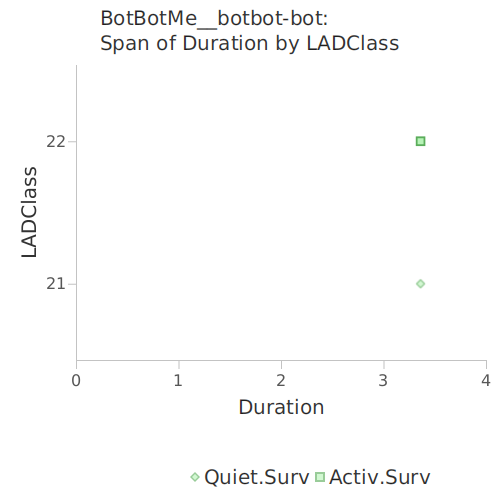 BotBotMe__botbot-bot:
Span of Duration by LADClass
22
21
LADClass
0 1 2 3 4
Duration
Quiet.Surv Activ.Surv